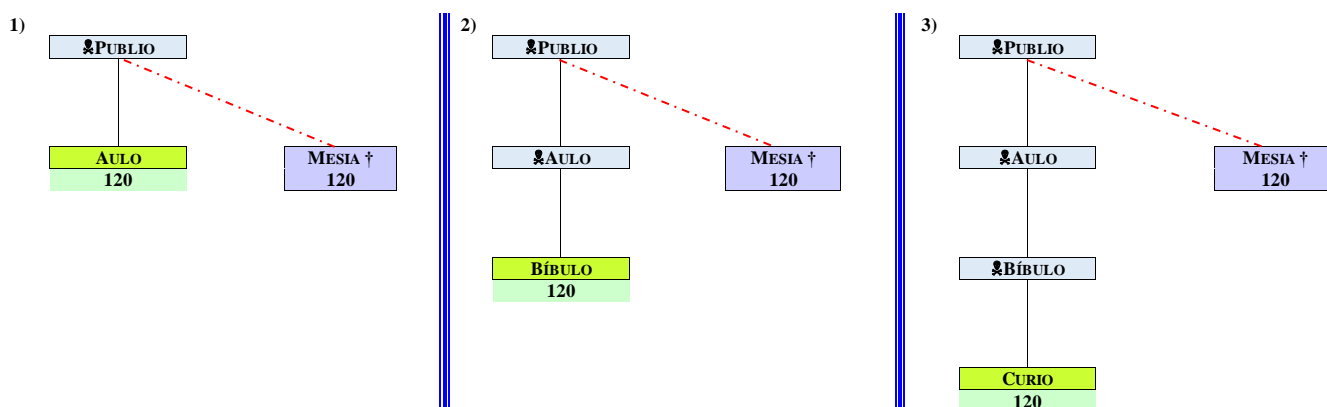 1)
☠PUBLIO
AULO
120
MESIA †
120
2)
☠PUBLIO
☠AULO
MESIA †
120
BÍBULO
120
3)
☠PUBLIO
☠AULO
MESIA †
120
☠BÍBULO
CURIO
120